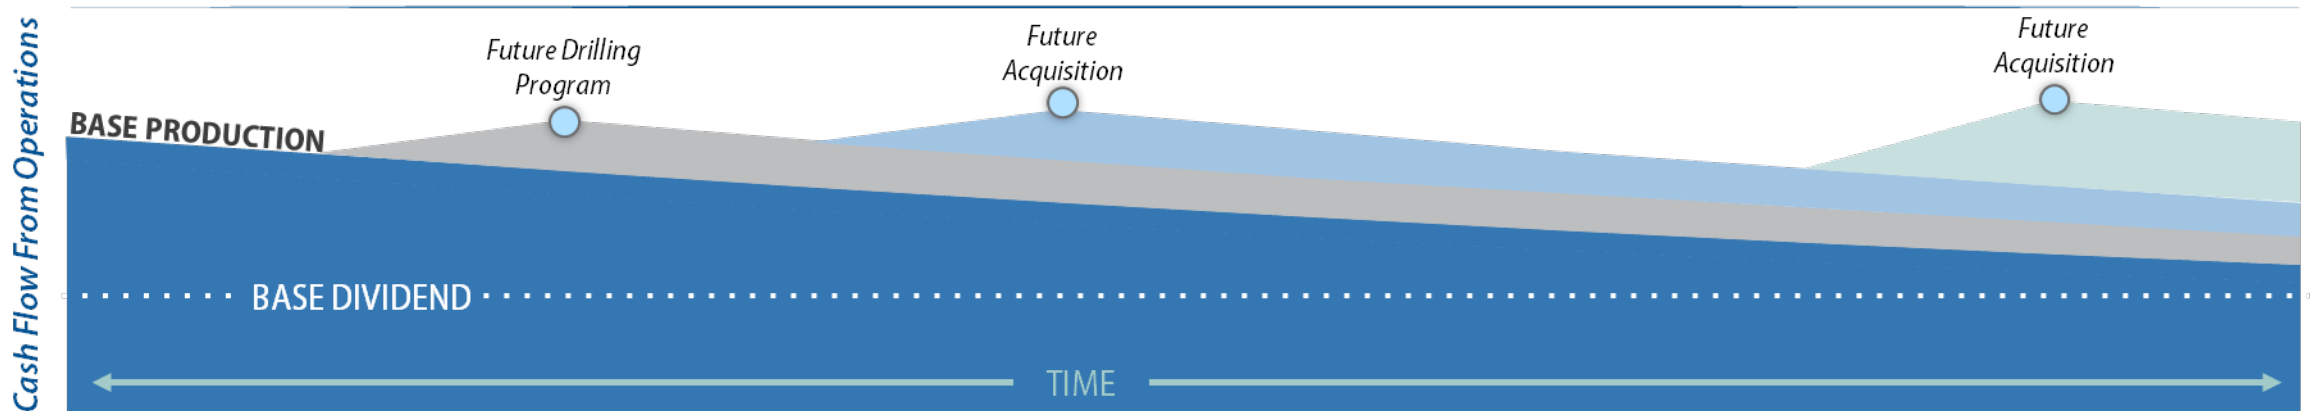 Cash Flow From Operations
Future Drilling
Program
Future
Acquisition
Future
Acquisition
BASE PRODUCTION
BASE DIVIDEND
TIME